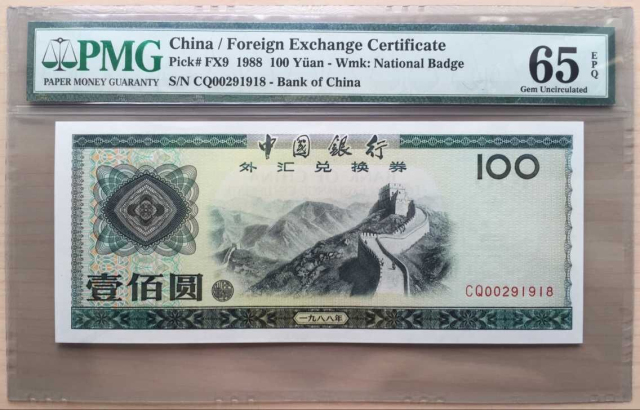 PMG
PAPER MONEY GUARANTY
China / Foreign Exchange Certificate
Pick# FX9 1988 100 Yüan - Wmk: National Badge
S/N CQ00291918 - Bank of China
65 EPQ
Gem Uncirculated
中國銀行
外汇兑换券
100
壹佰圆
CQ00291918
一九八八年